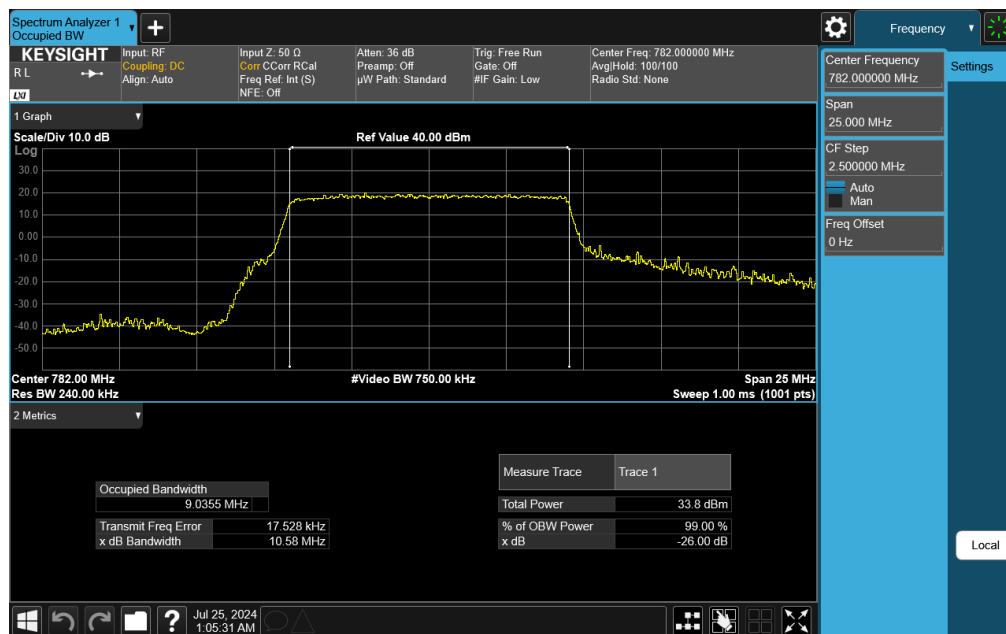 Spectrum Analyzer 1
Occupied BW
+
Frequency
KEYSIGHT
R L
LXI
Input: RF
Coupling: DC
Align: Auto
Input Z: 50 Ω
Corr CCorr RCal
Freq Ref: Int (S)
NFE: Off
Atten: 36 dB
Preamp: Off
µW Path: Standard
Trig: Free Run
Gate: Off
#IF Gain: Low
Center Freq: 782.000000 MHz
Avg|Hold: 100/100
Radio Std: None
Center Frequency
782.000000 MHz
Settings
Span
25.000 MHz
CF Step
2.500000 MHz
Auto
Man
Freq Offset
0 Hz
Local
1 Graph
Scale/Div 10.0 dB
Ref Value 40.00 dBm
Log
30.0
20.0
10.0
0.00
-10.0
-20.0
-30.0
-40.0
-50.0
Center 782.00 MHz
#Video BW 750.00 kHz
Span 25 MHz
Res BW 240.00 kHz
Sweep 1.00 ms (1001 pts)
2 Metrics
Measure Trace Trace 1
Occupied Bandwidth
9.0355 MHz
Total Power 33.8 dBm
Transmit Freq Error 17.528 kHz
% of OBW Power 99.00 %
x dB Bandwidth 10.58 MHz
x dB -26.00 dB
?
Jul 25, 2024
1:05:31 AM